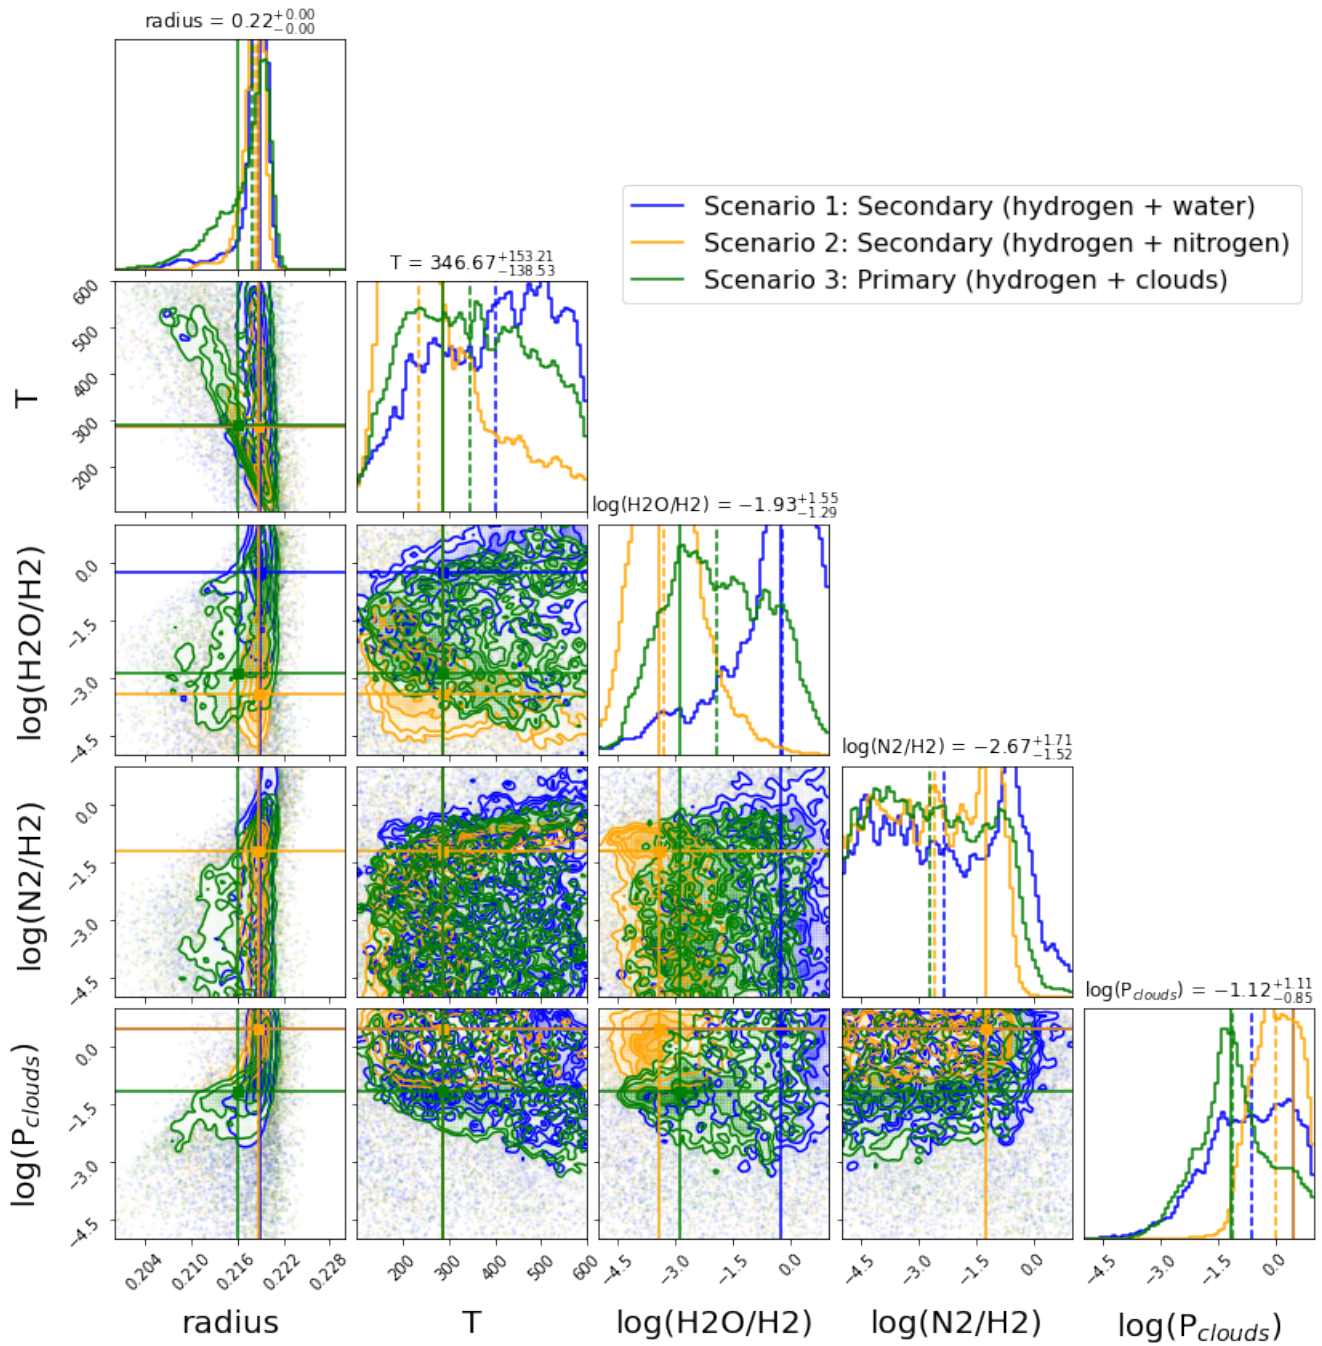 radius = 0.22 +0.00 −0.00
Scenario 1: Secondary (hydrogen + water)
Scenario 2: Secondary (hydrogen + nitrogen)
Scenario 3: Primary (hydrogen + clouds)
T = 346.67 +153.21 −138.53
600
500
400
300
200
T
log(H2O/H2) = −1.93 +1.55 −1.29
0.0
−1.5
−3.0
−4.5
log(H2O/H2)
log(N2/H2) = −2.67 +1.71 −1.52
0.0
−1.5
−3.0
−4.5
log(N2/H2)
log(Pclouds) = −1.12 +1.11 −0.85
0.0
−1.5
−3.0
−4.5
log(Pclouds)
0.204 0.210 0.216 0.222 0.228
200 300 400 500 600
−4.5 −3.0 −1.5 0.0
−4.5 −3.0 −1.5 0.0
−4.5 −3.0 −1.5 0.0
radius T log(H2O/H2) log(N2/H2) log(Pclouds)